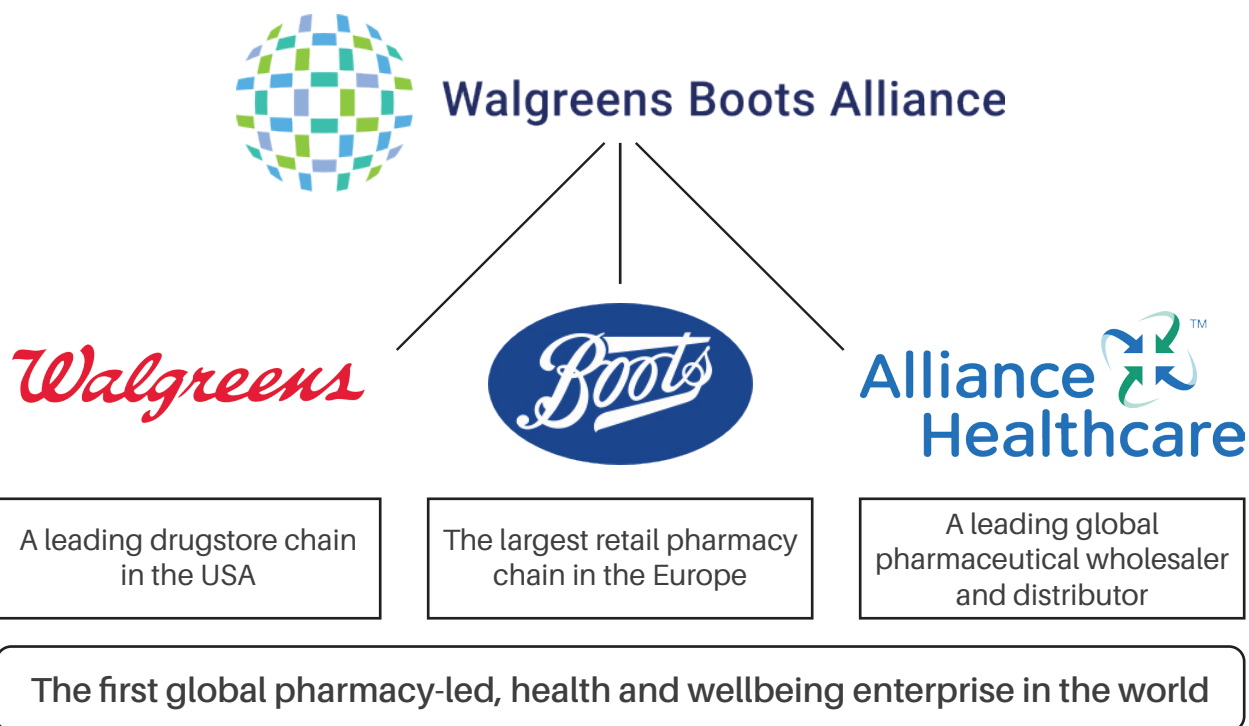 Walgreens Boots Alliance
Walgreens
Boots
Alliance
Healthcare
TM
A leading drugstore chain
in the USA
The largest retail pharmacy
chain in the Europe
A leading global
pharmaceutical wholesaler
and distributor
The first global pharmacy-led, health and wellbeing enterprise in the world